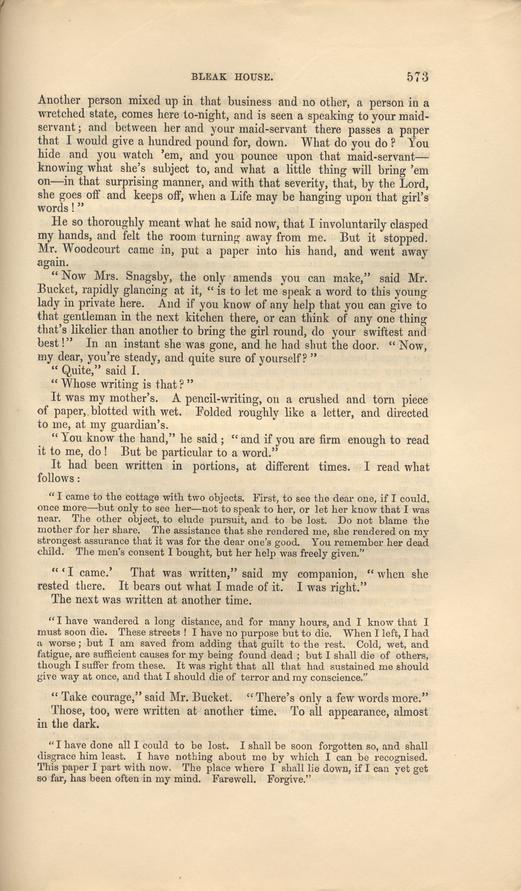 BLEAK HOUSE. 573
Another person mixed up in that business and no other, a person in a
wretched state, comes here to-night, and is seen a speaking to your maid-
servant; and between her and your maid-servant there passes a paper
that I would give a hundred pound for, down. What do you do? You
hide and you watch 'em, and you pounce upon that maid-servant—
knowing what she's subject to, and what a little thing will bring 'em
on—in that surprising manner, and with that severity, that, by the Lord,
she goes off and keeps off, when a Life may be hanging upon that girl's
words!"
He so thoroughly meant what he said now, that I involuntarily clasped
my hands, and felt the room turning away from me. But it stopped.
Mr. Woodcourt came in, put a paper into his hand, and went away
again.
"Now Mrs. Snagsby, the only amends you can make," said Mr.
Bucket, rapidly glancing at it, "is to let me speak a word to this young
lady in private here. And if you know of any help that you can give to
that gentleman in the next kitchen there, or can think of any one thing
that's likelier than another to bring the girl round, do your swiftest and
best!" In an instant she was gone, and he had shut the door. "Now,
my dear, you're steady, and quite sure of yourself?"
"Quite," said I.
"Whose writing is that?"
It was my mother's. A pencil-writing, on a crushed and torn piece
of paper, blotted with wet. Folded roughly like a letter, and directed
to me, at my guardian's.
"You know the hand," he said; "and if you are firm enough to read
it to me, do! But be particular to a word."
It had been written in portions, at different times. I read what
follows:
"I came to the cottage with two objects. First, to see the dear one, if I could,
once more—but only to see her—not to speak to her, or let her know that I was
near. The other object, to elude pursuit, and to be lost. Do not blame the
mother for her share. The assistance that she rendered me, she rendered on my
strongest assurance that it was for the dear one's good. You remember her dead
child. The men's consent I bought, but her help was freely given."
"'I came.' That was written," said my companion, "when she
rested there. It bears out what I made of it. I was right."
The next was written at another time.
"I have wandered a long distance, and for many hours, and I know that I
must soon die. These streets! I have no purpose but to die. When I left, I had
a worse; but I am saved from adding that guilt to the rest. Cold, wet, and
fatigue, are sufficient causes for my being found dead; but I shall die of others,
though I suffer from these. It was right that all that had sustained me should
give way at once, and that I should die of terror and my conscience."
"Take courage," said Mr. Bucket. "There's only a few words more."
Those, too, were written at another time. To all appearance, almost
in the dark.
"I have done all I could to be lost. I shall be soon forgotten so, and shall
disgrace him least. I have nothing about me by which I can be recognised.
This paper I part with now. The place where I shall lie down, if I can yet get
so far, has been often in my mind. Farewell. Forgive."